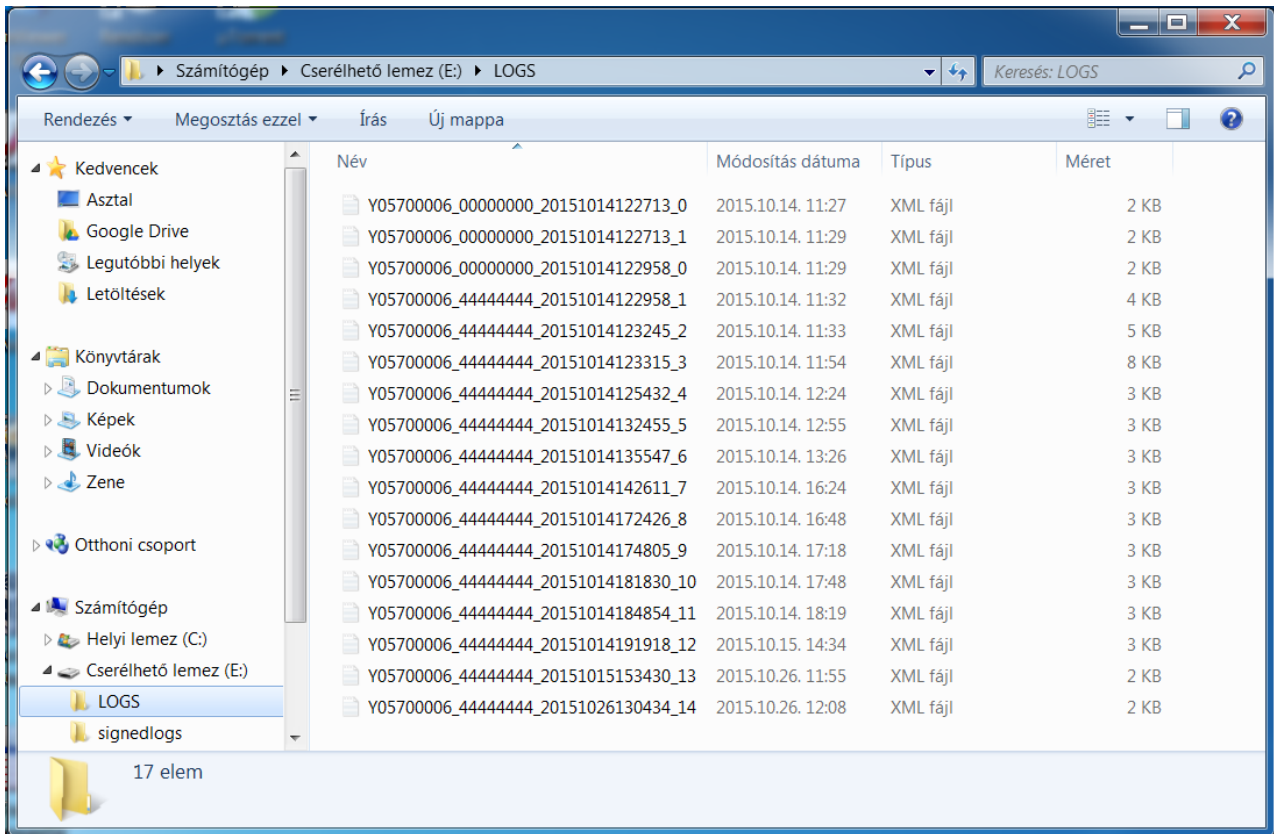 Számítógép ▸ Cserélhető lemez (E:) ▸ LOGS
Keresés: LOGS
Rendezés Megosztás ezzel Írás Új mappa
Kedvencek
Asztal
Google Drive
Legutóbbi helyek
Letöltések
Könyvtárak
Dokumentumok
Képek
Videók
Zene
Otthoni csoport
Számítógép
Helyi lemez (C:)
Cserélhető lemez (E:)
LOGS
signedlogs
Név Módosítás dátuma Típus Méret
Y05700006_00000000_20151014122713_0 2015.10.14. 11:27 XML fájl 2 KB
Y05700006_00000000_20151014122713_1 2015.10.14. 11:29 XML fájl 2 KB
Y05700006_00000000_20151014122958_0 2015.10.14. 11:29 XML fájl 2 KB
Y05700006_44444444_20151014122958_1 2015.10.14. 11:32 XML fájl 4 KB
Y05700006_44444444_20151014123245_2 2015.10.14. 11:33 XML fájl 5 KB
Y05700006_44444444_20151014123315_3 2015.10.14. 11:54 XML fájl 8 KB
Y05700006_44444444_20151014125432_4 2015.10.14. 12:24 XML fájl 3 KB
Y05700006_44444444_20151014132455_5 2015.10.14. 12:55 XML fájl 3 KB
Y05700006_44444444_20151014135547_6 2015.10.14. 13:26 XML fájl 3 KB
Y05700006_44444444_20151014142611_7 2015.10.14. 16:24 XML fájl 3 KB
Y05700006_44444444_20151014172426_8 2015.10.14. 16:48 XML fájl 3 KB
Y05700006_44444444_20151014174805_9 2015.10.14. 17:18 XML fájl 3 KB
Y05700006_44444444_20151014181830_10 2015.10.14. 17:48 XML fájl 3 KB
Y05700006_44444444_20151014184854_11 2015.10.14. 18:19 XML fájl 3 KB
Y05700006_44444444_20151014191918_12 2015.10.15. 14:34 XML fájl 3 KB
Y05700006_44444444_20151015153430_13 2015.10.26. 11:55 XML fájl 2 KB
Y05700006_44444444_20151026130434_14 2015.10.26. 12:08 XML fájl 2 KB
17 elem